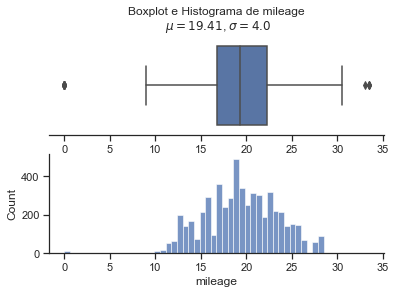 Boxplot e Histograma de mileage
μ = 19.41, σ = 4.0
0 5 10 15 20 25 30 35
Count
400
200
0
0 5 10 15 20 25 30 35
mileage